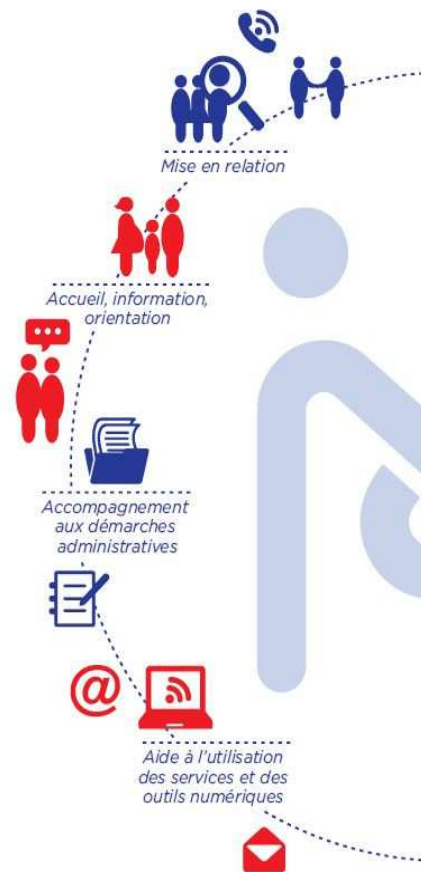 Mise en relation
Accueil, information,
orientation
Accompagnement
aux démarches
administratives
@
Aide à l'utilisation
des services et des
outils numériques